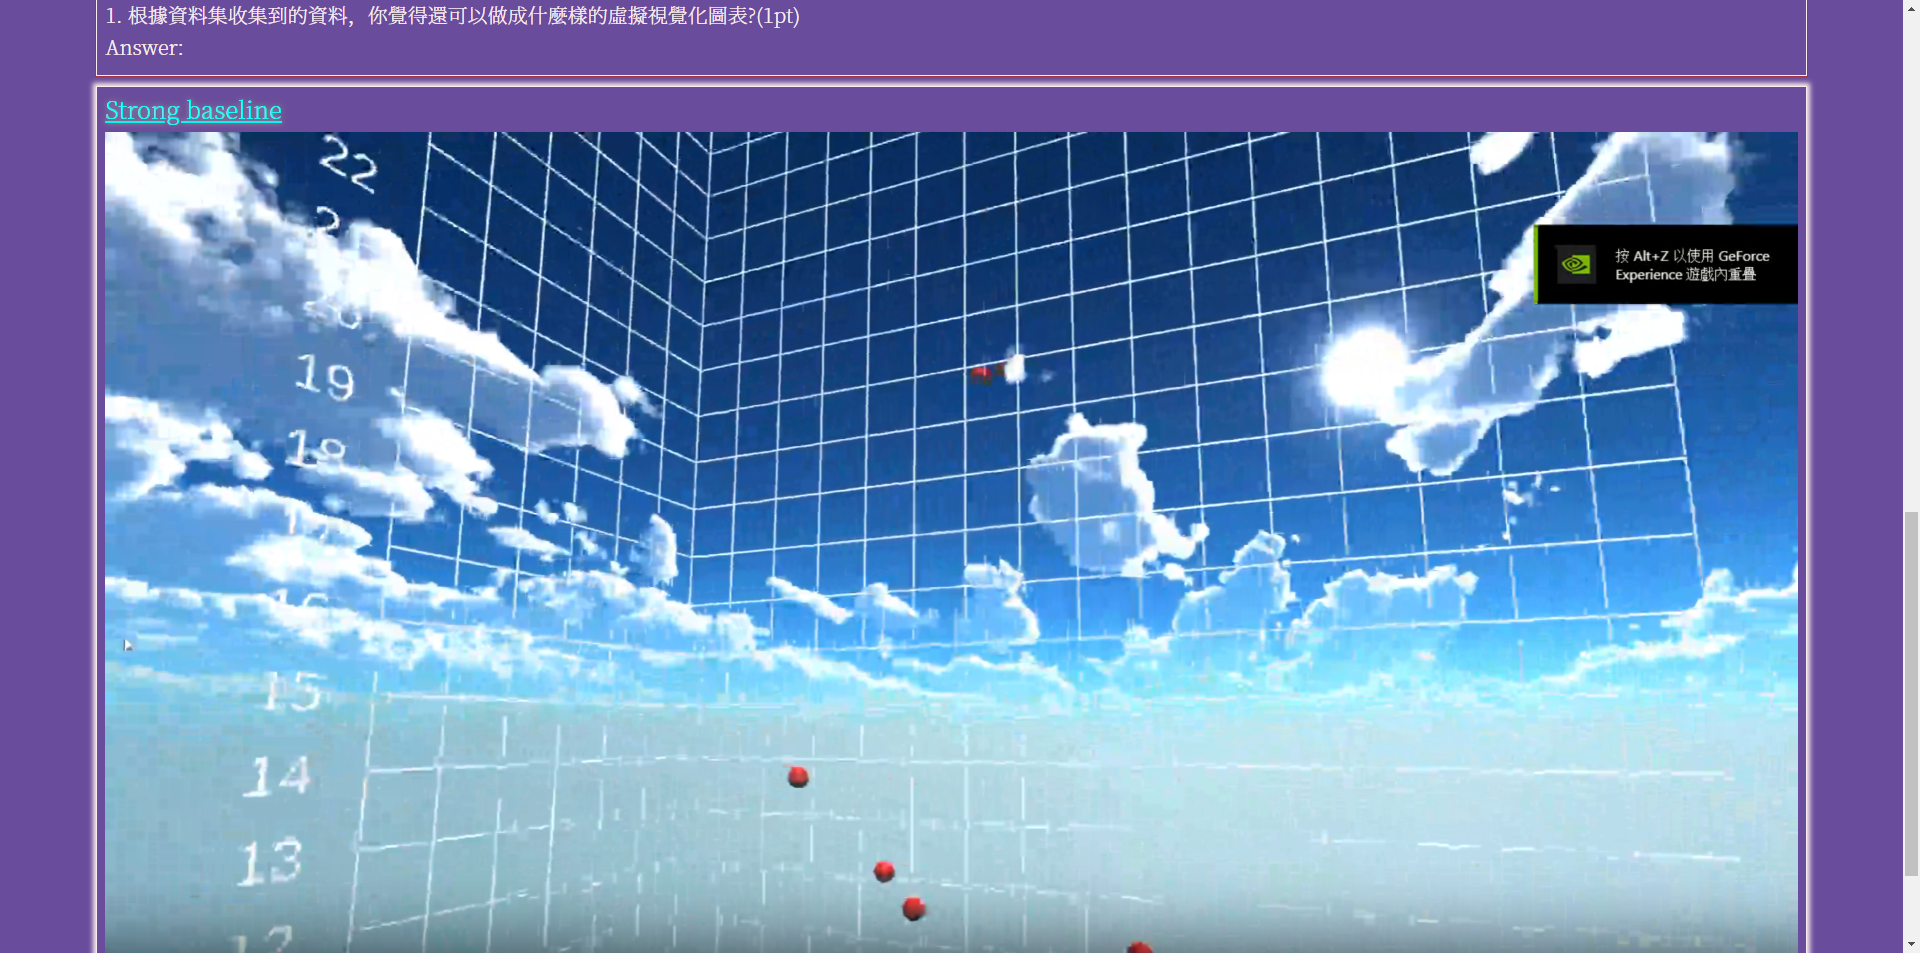 1. 根據資料集收集到的資料，你覺得還可以做成什麼樣的虛擬視覺化圖表?(1pt)
Answer:
Strong baseline
22
2
按 Alt+Z 以使用 GeForce
Experience 遊戲內重疊
19
18
15
14
13